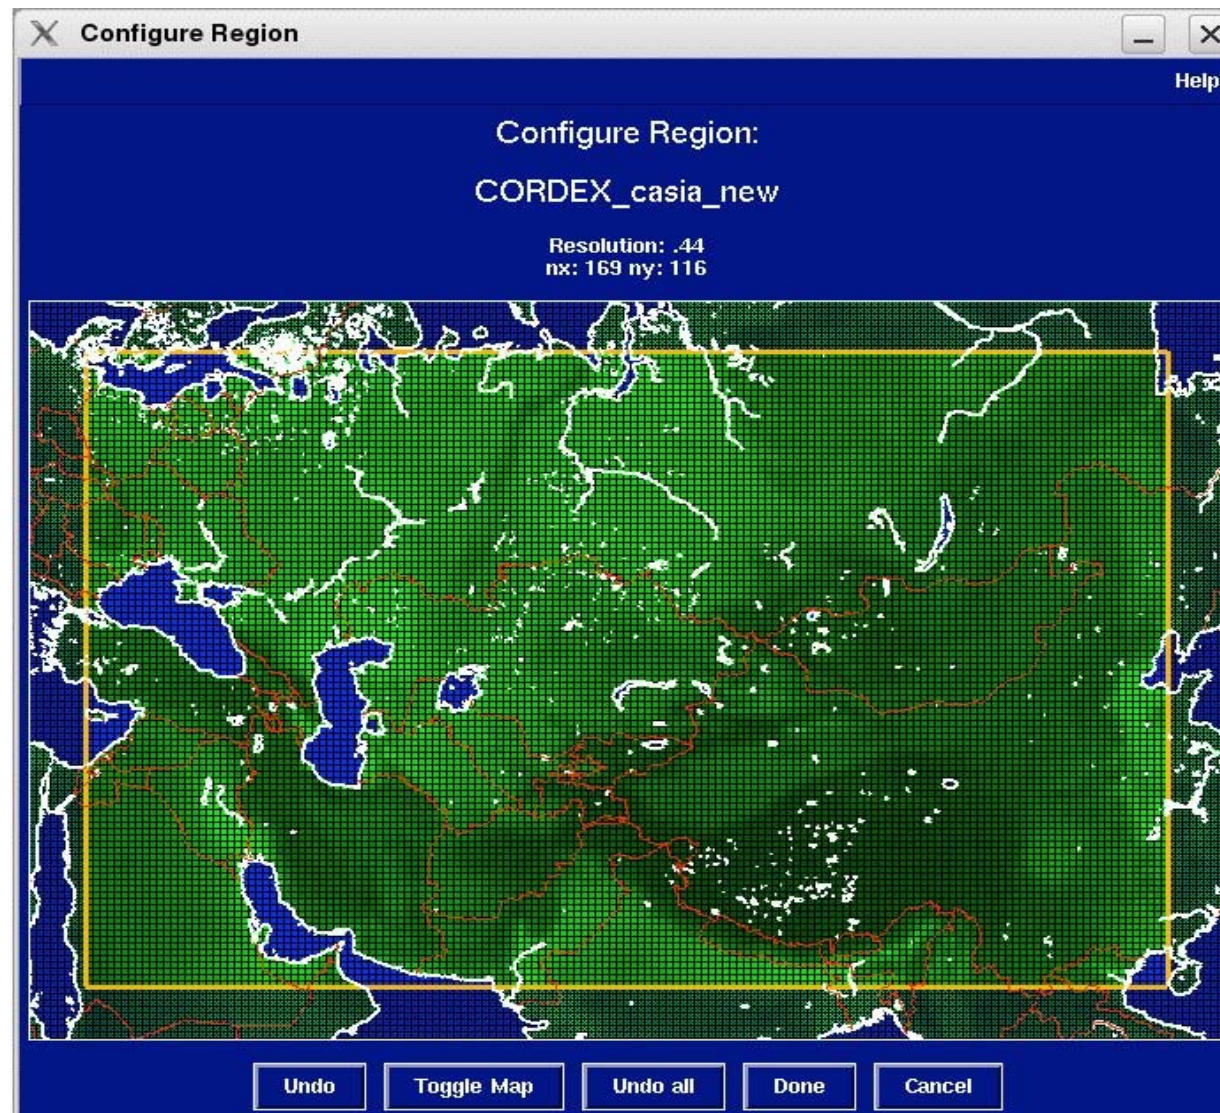 Configure Region
Help
Configure Region:
CORDEX_casia_new
Resolution: .44
nx: 169 ny: 116
Undo
Toggle Map
Undo all
Done
Cancel